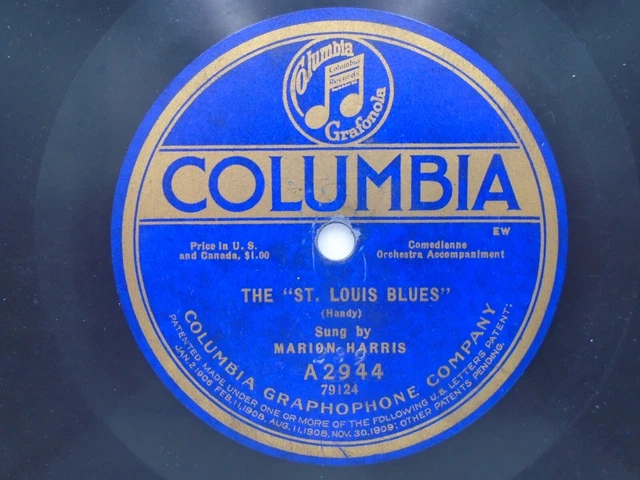 Columbia
Columbia
Records
Grafonola
COLUMBIA
EW
Price in U. S.
and Canada, $1.00
Comedienne
Orchestra Accompaniment
THE "ST. LOUIS BLUES"
(Handy)
Sung by
MARION HARRIS
A2944
79124
COLUMBIA GRAPHOPHONE COMPANY
PATENTED MADE UNDER ONE OR MORE OF THE FOLLOWING U.S. LETTERS PATENT:
JAN. 2, 1906 FEB. 11, 1908, AUG. 11, 1908, NOV. 30, 1909; OTHER PATENTS PENDING.